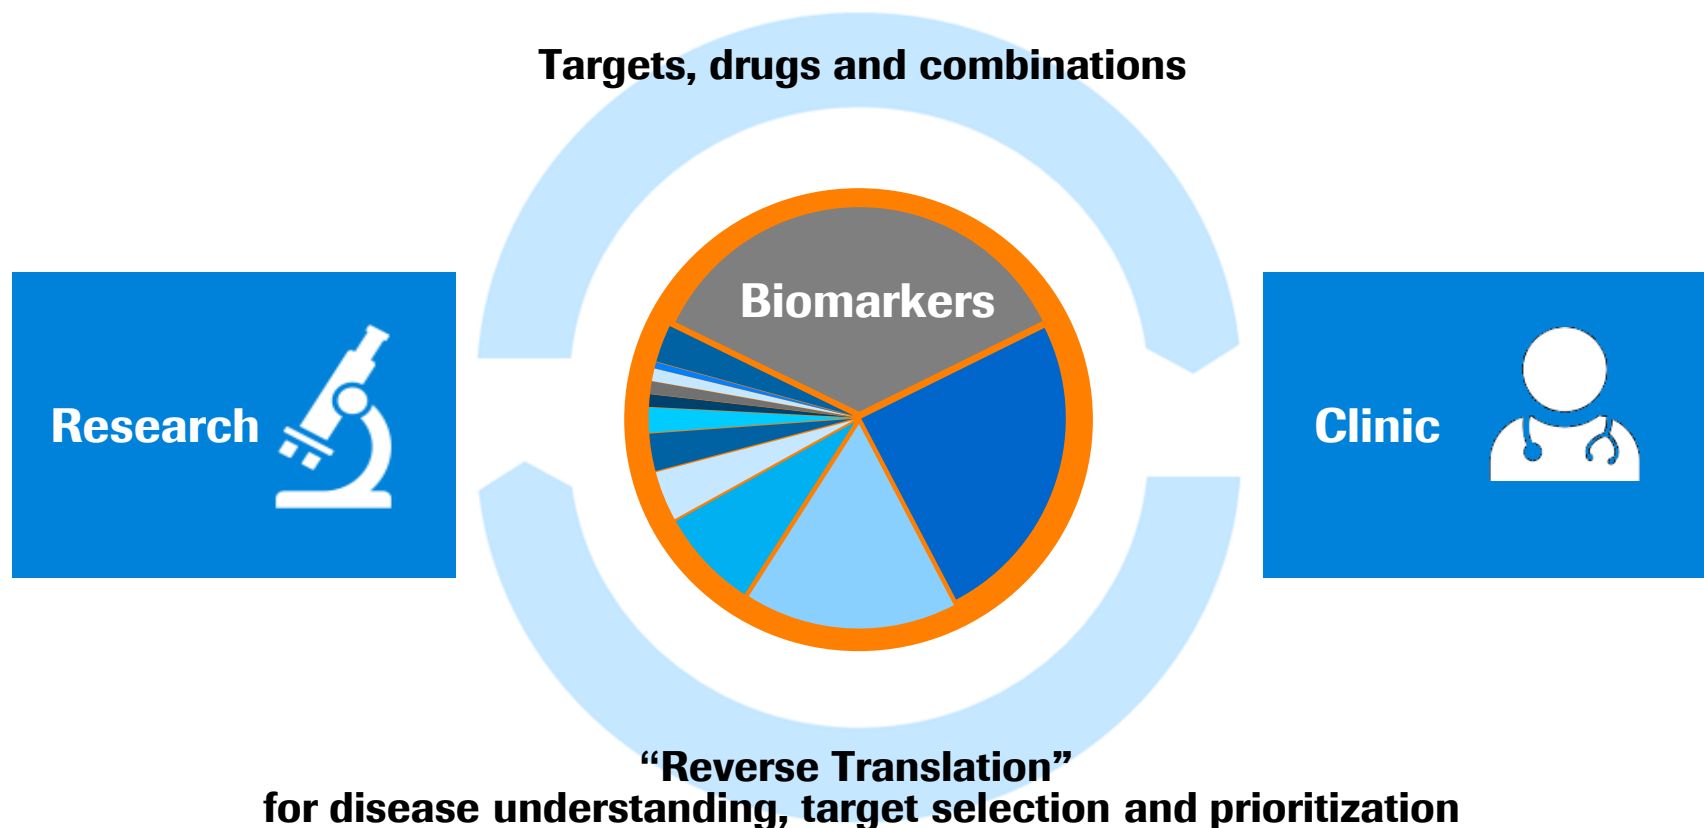 Targets, drugs and combinations
Biomarkers
Research
Clinic
“Reverse Translation”
for disease understanding, target selection and prioritization